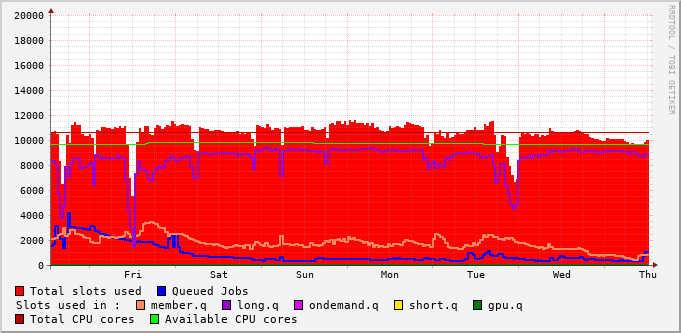 20000
18000
16000
14000
12000
10000
8000
6000
4000
2000
0
Fri Sat Sun Mon Tue Wed Thu
Total slots used Queued Jobs
Slots used in : member.q long.q ondemand.q short.q gpu.q
Total CPU cores Available CPU cores
RRDTOOL / TOBI OETIKER